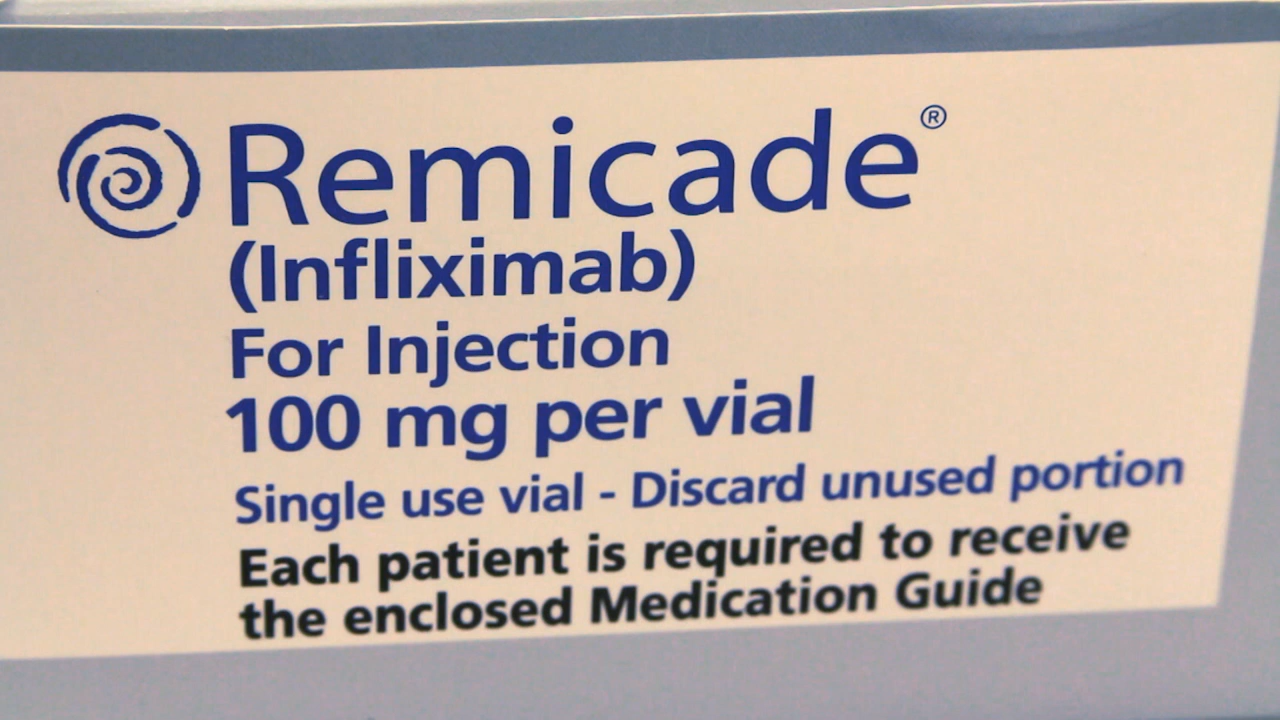 Remicade®
(Infliximab)
For Injection
100 mg per vial
Single use vial - Discard unused portion
Each patient is required to receive
the enclosed Medication Guide